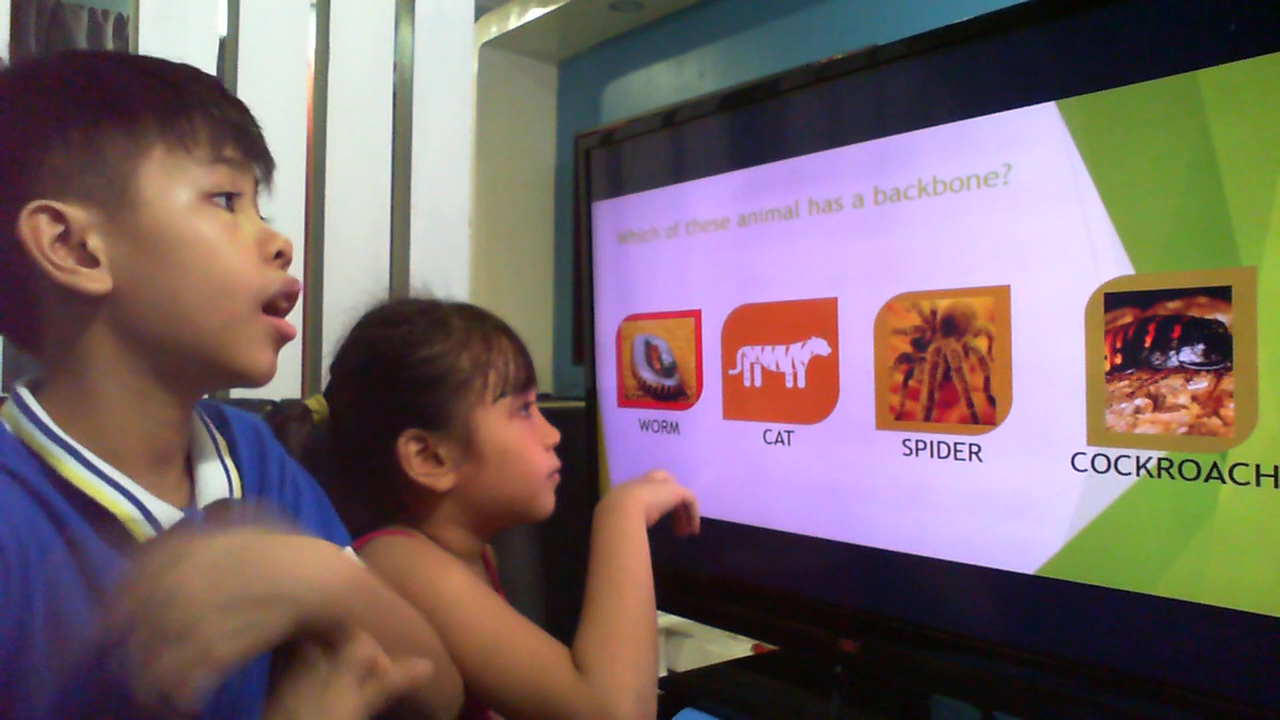 Which of these animal has a backbone?
WORM
CAT
SPIDER
COCKROACH